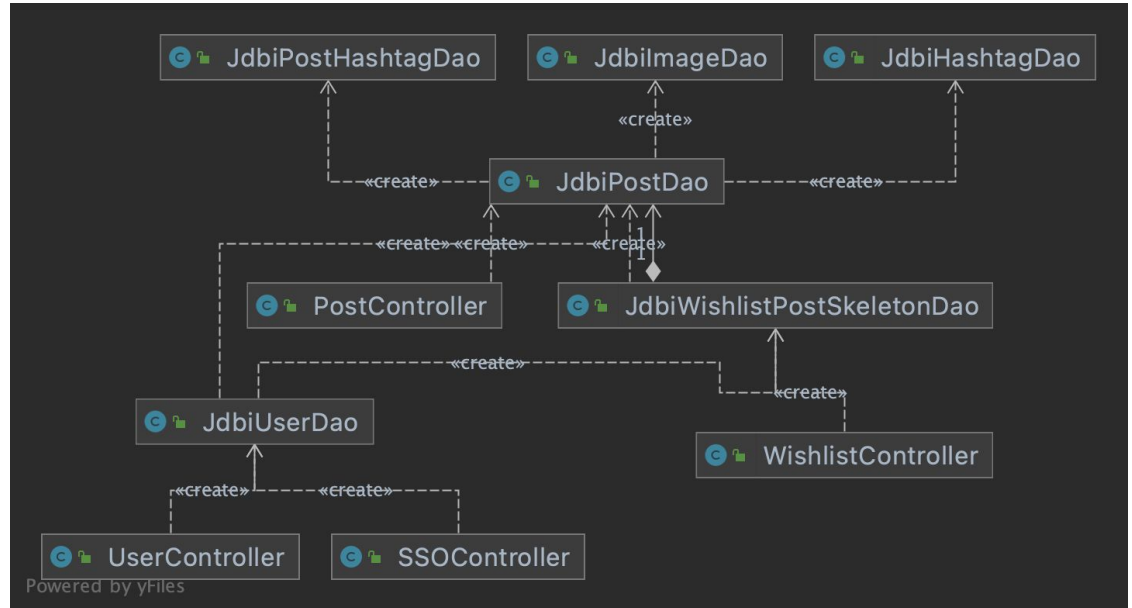 JdbiPostHashtagDao JdbiImageDao JdbiHashtagDao
«create»
«create» JdbiPostDao «create»
«create» «create» «create»
1
1
PostController JdbiWishlistPostSkeletonDao
«create»
«create»
JdbiUserDao
WishlistController
«create» «create»
UserController SSOController
Powered by yFiles